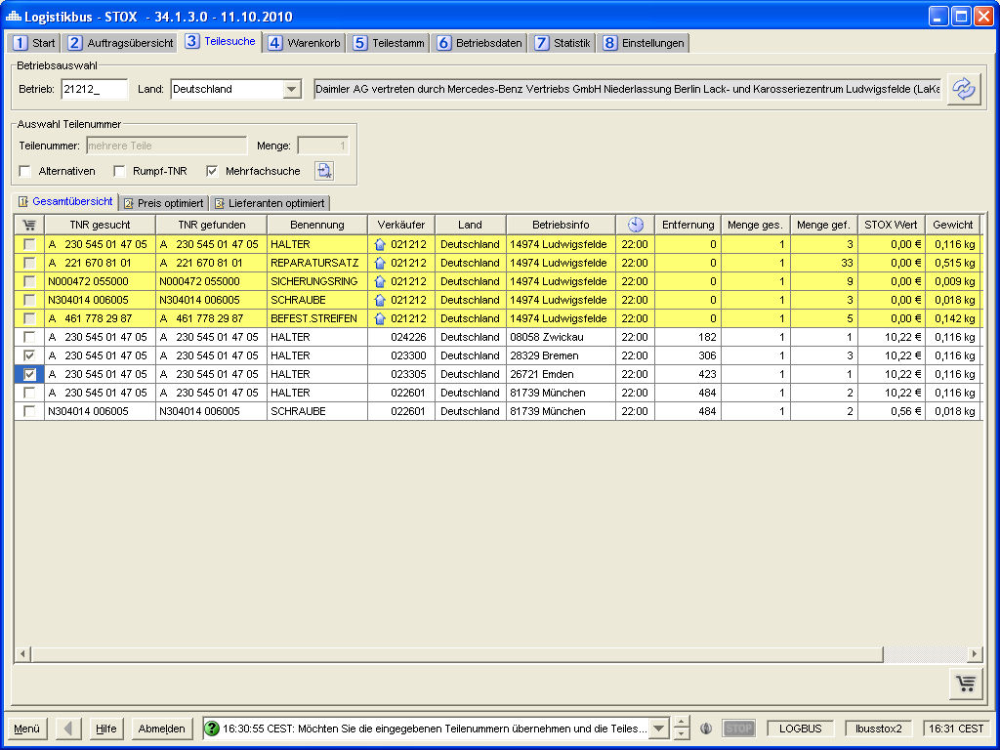 Logistikbus - STOX - 34.1.3.0 - 11.10.2010
1 Start 2 Auftragsübersicht 3 Teilesuche 4 Warenkorb 5 Teilestamm 6 Betriebsdaten 7 Statistik 8 Einstellungen
Betriebsauswahl
Betrieb: 21212_ Land: Deutschland Daimler AG vertreten durch Mercedes-Benz Vertriebs GmbH Niederlassung Berlin Lack- und Karosseriezentrum Ludwigsfelde (LaKe
Auswahl Teilenummer
Teilenummer: mehrere Teile Menge: 1
Alternativen Rumpf-TNR Mehrfachsuche
Gesamtübersicht Preis optimiert Lieferanten optimiert
TNR gesucht TNR gefunden Benennung Verkäufer Land Betriebsinfo Entfernung Menge ges. Menge gef. STOX Wert Gewicht
A 230 545 01 47 05 A 230 545 01 47 05 HALTER 021212 Deutschland 14974 Ludwigsfelde 22:00 0 1 3 0,00 € 0,116 kg
A 221 670 81 01 A 221 670 81 01 REPARATURSATZ 021212 Deutschland 14974 Ludwigsfelde 22:00 0 1 33 0,00 € 0,515 kg
N000472 055000 N000472 055000 SICHERUNGSRING 021212 Deutschland 14974 Ludwigsfelde 22:00 0 1 9 0,00 € 0,009 kg
N304014 006005 N304014 006005 SCHRAUBE 021212 Deutschland 14974 Ludwigsfelde 22:00 0 1 3 0,00 € 0,018 kg
A 461 778 29 87 A 461 778 29 87 BEFEST.STREIFEN 021212 Deutschland 14974 Ludwigsfelde 22:00 0 1 5 0,00 € 0,142 kg
A 230 545 01 47 05 A 230 545 01 47 05 HALTER 024226 Deutschland 08058 Zwickau 22:00 182 1 1 10,22 € 0,116 kg
A 230 545 01 47 05 A 230 545 01 47 05 HALTER 023300 Deutschland 28329 Bremen 22:00 306 1 3 10,22 € 0,116 kg
A 230 545 01 47 05 A 230 545 01 47 05 HALTER 023305 Deutschland 26721 Emden 22:00 423 1 1 10,22 € 0,116 kg
A 230 545 01 47 05 A 230 545 01 47 05 HALTER 022601 Deutschland 81739 München 22:00 484 1 2 10,22 € 0,116 kg
N304014 006005 N304014 006005 SCHRAUBE 022601 Deutschland 81739 München 22:00 484 1 2 0,56 € 0,018 kg
Menü Hilfe Abmelden ? 16:30:55 CEST: Möchten Sie die eingegebenen Teilenummern übernehmen und die Teiles... STOP LOGBUS lbusstox2 16:31 CEST